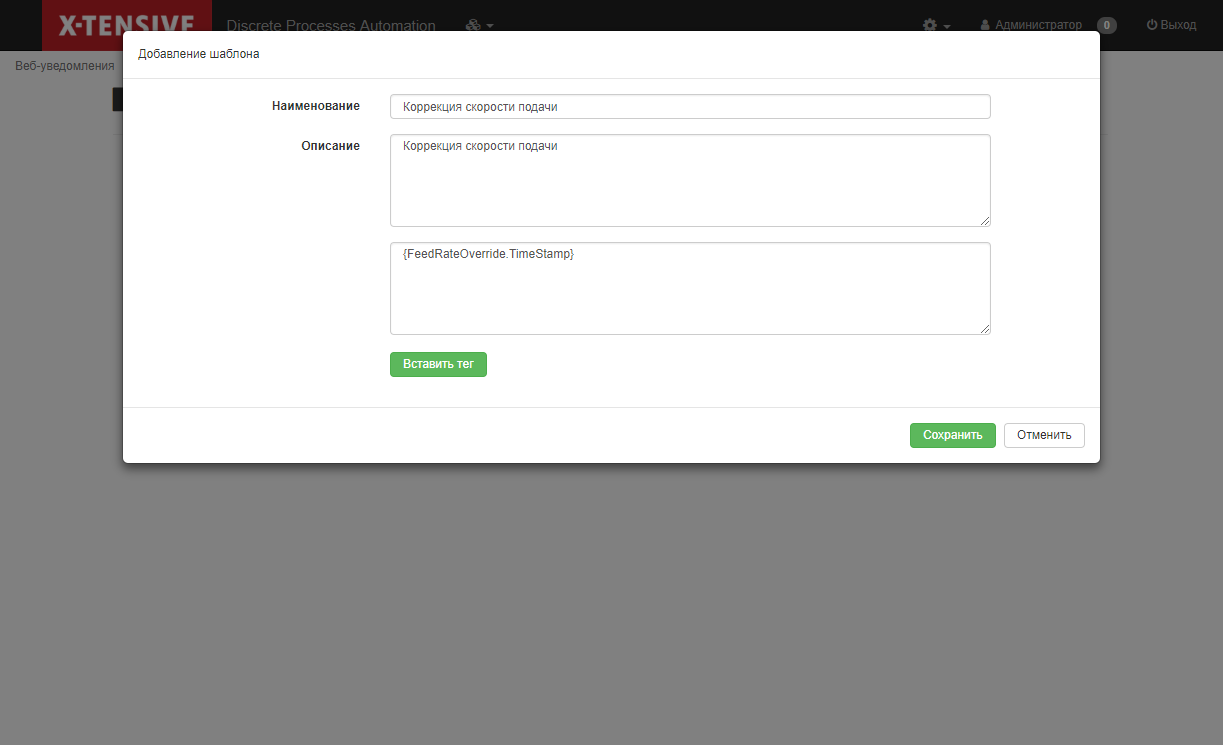 X-TENSIVE Discrete Processes Automation Администратор 0 Выход
Веб-уведомления
Добавление шаблона
Наименование Коррекция скорости подачи
Описание Коррекция скорости подачи
{FeedRateOverride.TimeStamp}
Вставить тег
Сохранить Отменить